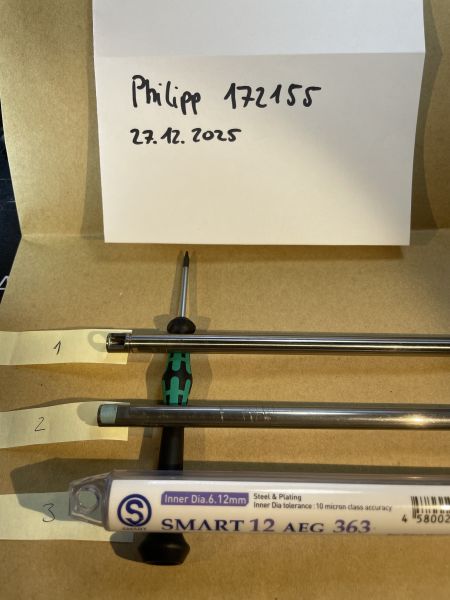 Philipp 172155
27.12.2025
1
2
3
S
SMART
Inner Dia.6.12mm
Steel & Plating
Inner Dia tolerance : 10 micron class accuracy
SMART 12 AEG 363
4 58002